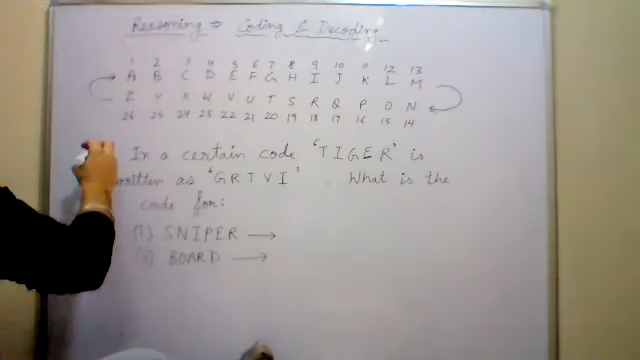 Reasoning ⇒ Coding & Decoding
1 2 3 4 5 6 7 8 9 10 11 12 13
A B C D E F G H I J K L M
Z Y X W V U T S R Q P O N
26 25 24 23 22 21 20 19 18 17 16 15 14
In a certain code 'TIGER' is
written as 'GRTVI' What is the
code for:
(i) SNIPER →
(ii) BOARD →